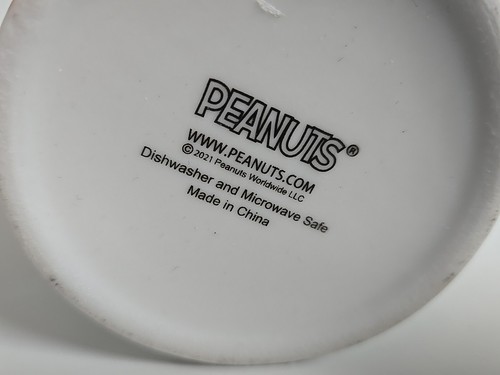 PEANUTS®
WWW.PEANUTS.COM
© 2021 Peanuts Worldwide LLC
Dishwasher and Microwave Safe
Made in China